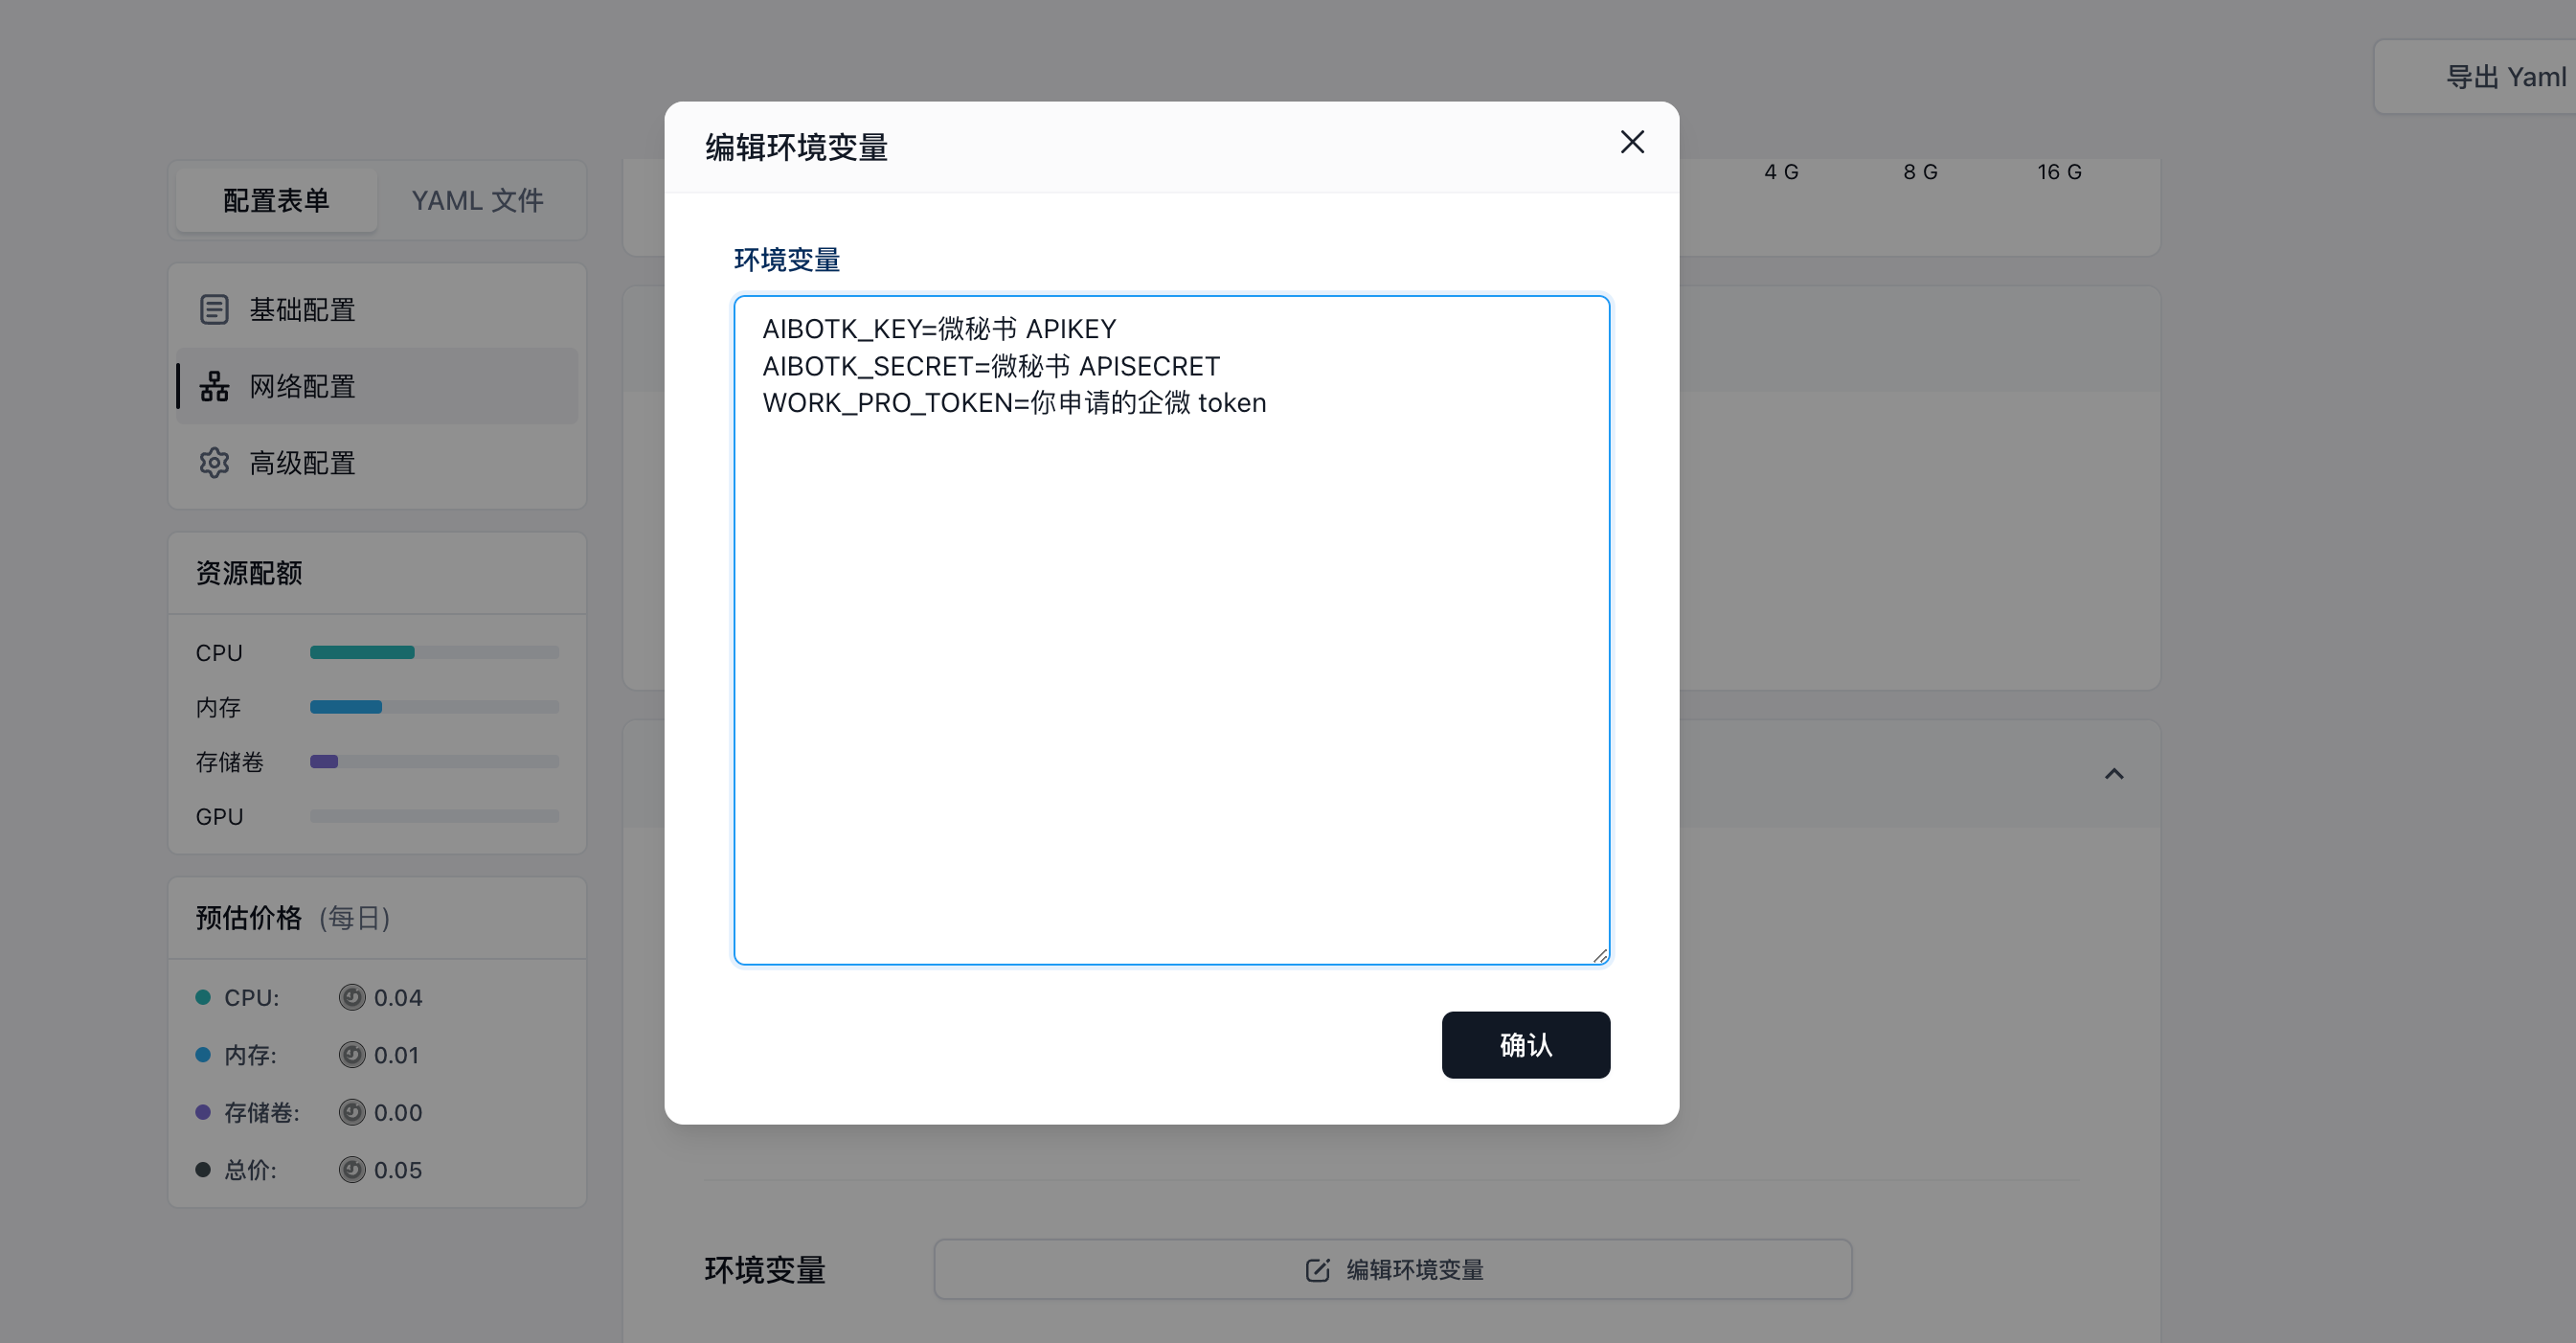 导出 Yaml
编辑环境变量
配置表单
YAML 文件
4 G
8 G
16 G
环境变量
AIBOTK_KEY=微秘书 APIKEY
AIBOTK_SECRET=微秘书 APISECRET
WORK_PRO_TOKEN=你申请的企微 token
基础配置
网络配置
高级配置
资源配额
CPU
内存
存储卷
GPU
预估价格 (每日)
CPU: 0.04
内存: 0.01
存储卷: 0.00
总价: 0.05
确认
环境变量
编辑环境变量